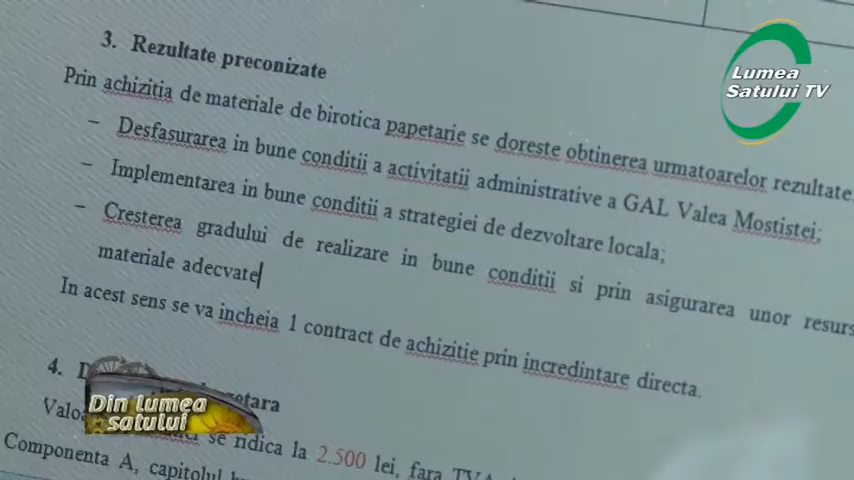 3. Rezultate preconizate
Lumea
Satului TV
Prin achizitia de materiale de birotica papetarie se doreste obtinerea urmatoarelor rezultate
– Desfasurarea in bune conditii a activitatii administrative a GAL Valea Mostistei;
– Implementarea in bune conditii a strategiei de dezvoltare locala;
– Cresterea gradului de realizare in bune conditii si prin asigurarea unor
materiale adecvate
In acest sens se va incheia 1 contract de achizitie prin incredintare directa.
4.
Din lumea
satului
se ridica la 2.500 lei, fara TVA
Componenta A, capitolul